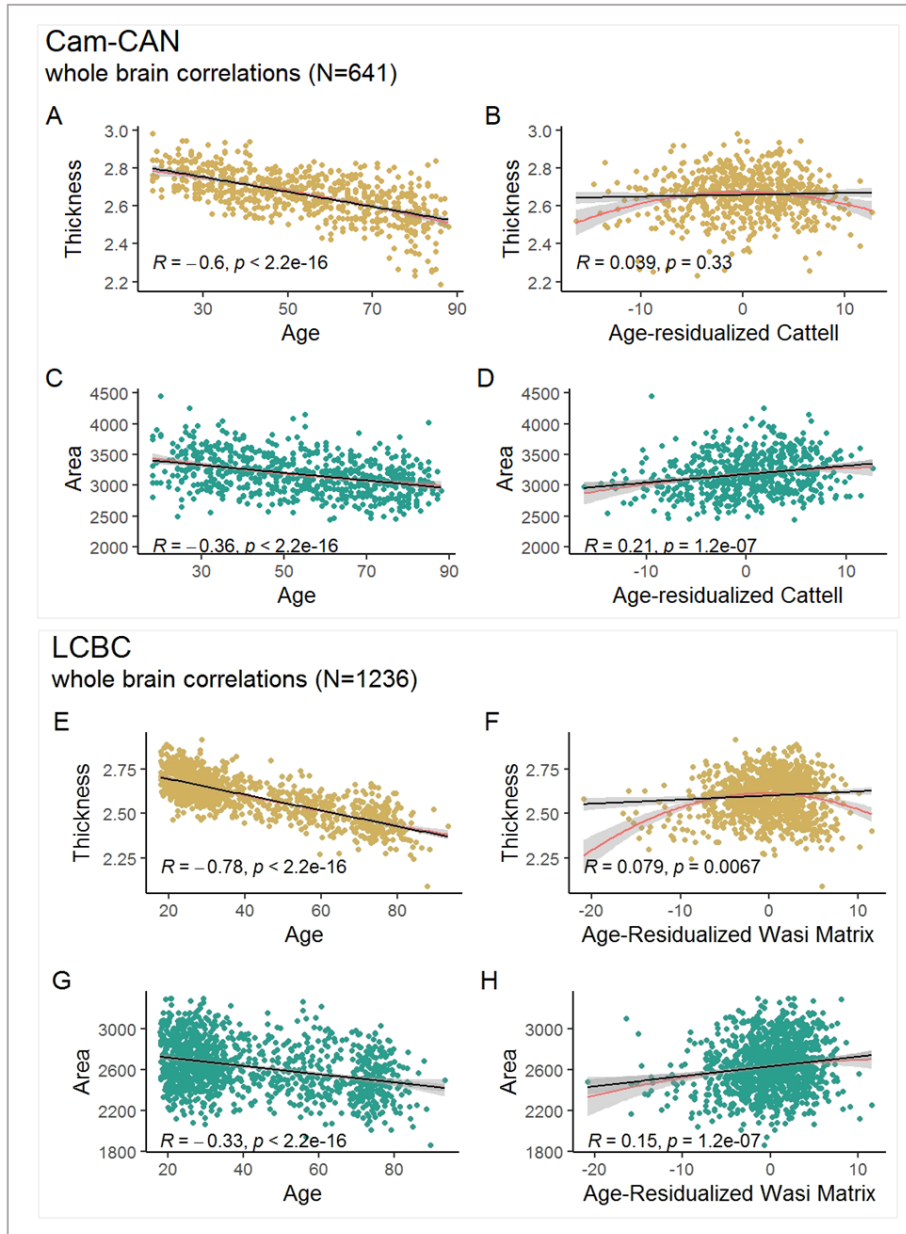 Cam-CAN
whole brain correlations (N=641)
A
B
3.0
2.8
2.6
2.4
2.2
Thickness
R = −0.6, p < 2.2e-16
30 50 70 90
Age
3.0
2.8
2.6
2.4
2.2
Thickness
R = 0.039, p = 0.33
-10 0 10
Age-residualized Cattell
C
D
4500
4000
3500
3000
2500
2000
Area
R = −0.36, p < 2.2e-16
30 50 70 90
Age
4500
4000
3500
3000
2500
2000
Area
R = 0.21, p = 1.2e-07
-10 0 10
Age-residualized Cattell
LCBC
whole brain correlations (N=1236)
E
F
2.75
2.50
2.25
Thickness
R = −0.78, p < 2.2e-16
20 40 60 80
Age
2.75
2.50
2.25
Thickness
R = 0.079, p = 0.0067
-20 -10 0 10
Age-Residualized Wasi Matrix
G
H
3000
2600
2200
1800
Area
R = −0.33, p < 2.2e-16
20 40 60 80
Age
3000
2600
2200
1800
Area
R = 0.15, p = 1.2e-07
-20 -10 0 10
Age-Residualized Wasi Matrix